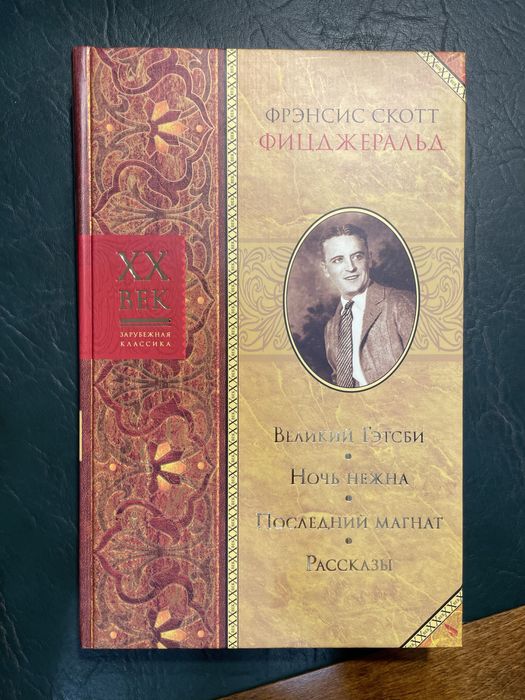 ФРЭНСИС СКОТТ
ФИЦДЖЕРАЛЬД
XX
ВЕК
ЗАРУБЕЖНАЯ
КЛАССИКА
ВЕЛИКИЙ ГЭТСБИ
НОЧЬ НЕЖНА
ПОСЛЕДНИЙ МАГНАТ
РАССКАЗЫ